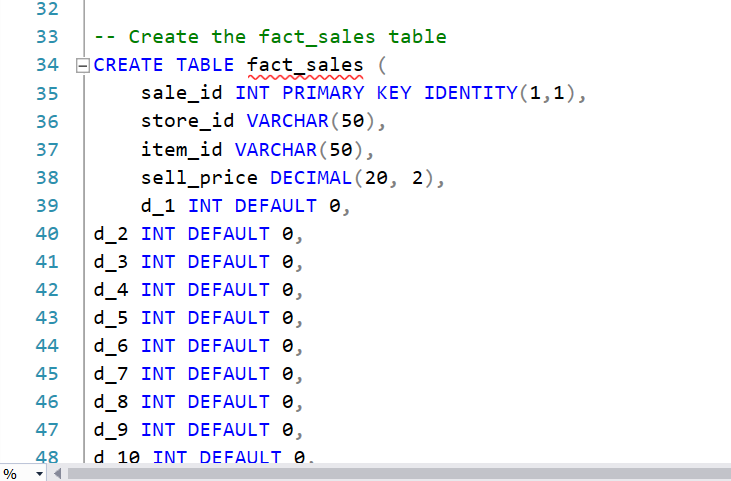 32
33 -- Create the fact_sales table
34 CREATE TABLE fact_sales (
35 sale_id INT PRIMARY KEY IDENTITY(1,1),
36 store_id VARCHAR(50),
37 item_id VARCHAR(50),
38 sell_price DECIMAL(20, 2),
39 d_1 INT DEFAULT 0,
40 d_2 INT DEFAULT 0,
41 d_3 INT DEFAULT 0,
42 d_4 INT DEFAULT 0,
43 d_5 INT DEFAULT 0,
44 d_6 INT DEFAULT 0,
45 d_7 INT DEFAULT 0,
46 d_8 INT DEFAULT 0,
47 d_9 INT DEFAULT 0,
48 d_10 INT DEFAULT 0,
%